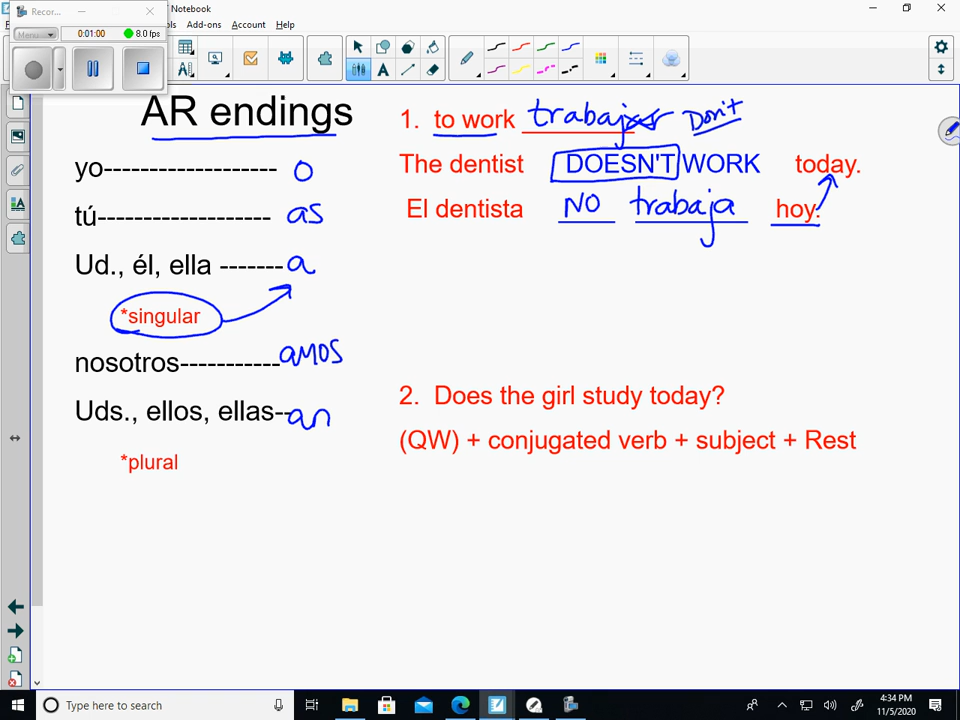 Recor...
Menu
0:01:00
8.0 fps
Notebook
ols Add-ons Account Help
AR endings
yo------------------- o
tú------------------- as
Ud., él, ella ------- a
*singular
nosotros----------- amos
Uds., ellos, ellas-- an
*plural
1. to work trabajar Don't
The dentist DOESN'T WORK today.
El dentista NO trabaja hoy.
2. Does the girl study today?
(QW) + conjugated verb + subject + Rest
Type here to search
4:34 PM
11/5/2020